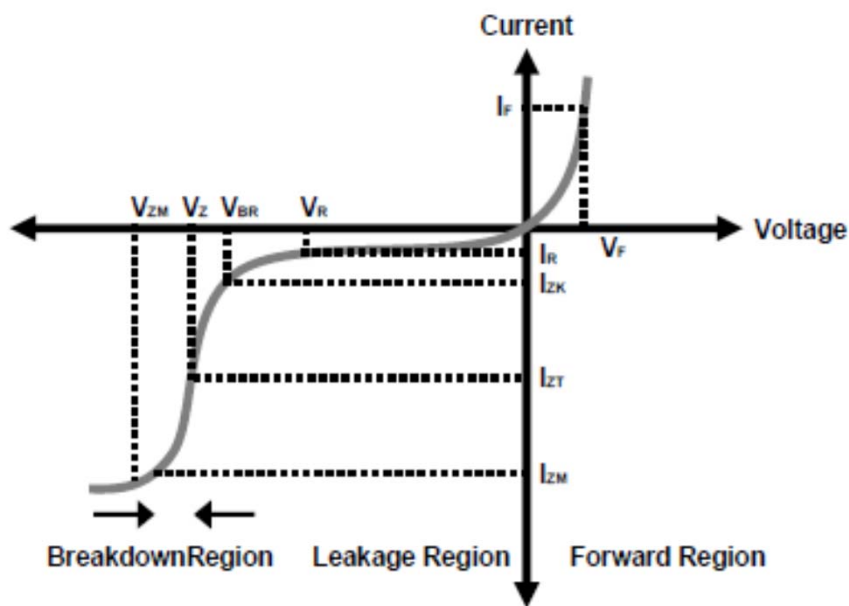 Current
IF
VZM VZ VBR VR
Voltage
VF
IR
IZK
IZT
IZM
BreakdownRegion Leakage Region Forward Region